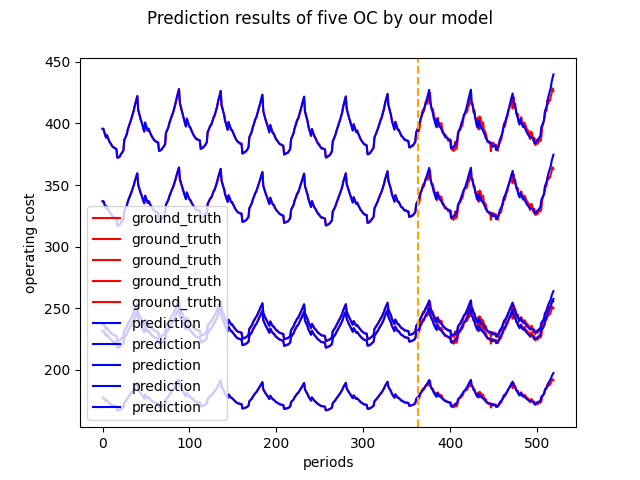 Prediction results of five OC by our model
450
400
350
300
250
200
operating cost
ground_truth
ground_truth
ground_truth
ground_truth
ground_truth
prediction
prediction
prediction
prediction
prediction
0 100 200 300 400 500
periods